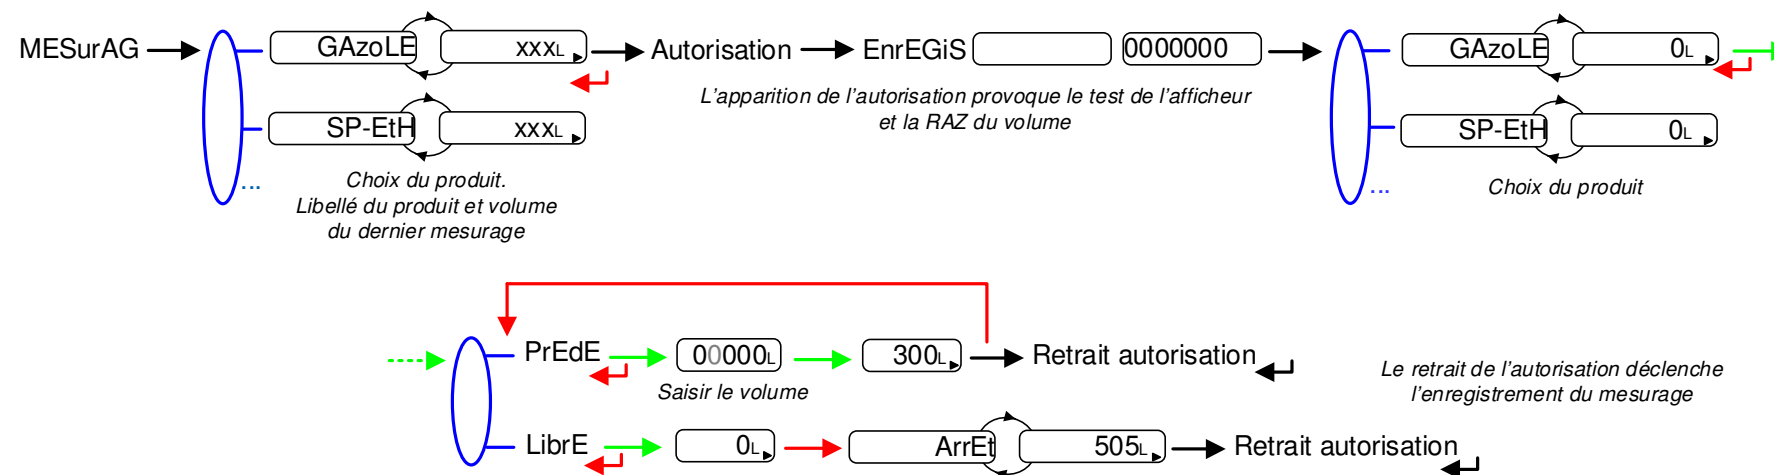 MESurAG GAzoLE xxxL Autorisation EnrEGiS 0000000 GAzoLE 0L
SP-EtH xxxL L'apparition de l'autorisation provoque le test de l'afficheur SP-EtH 0L
et la RAZ du volume
... Choix du produit. ... Choix du produit
Libellé du produit et volume
du dernier mesurage
PrEdE 00000L 300L Retrait autorisation Le retrait de l'autorisation déclenche
Saisir le volume l'enregistrement du mesurage
LibrE 0L ArrEt 505L Retrait autorisation